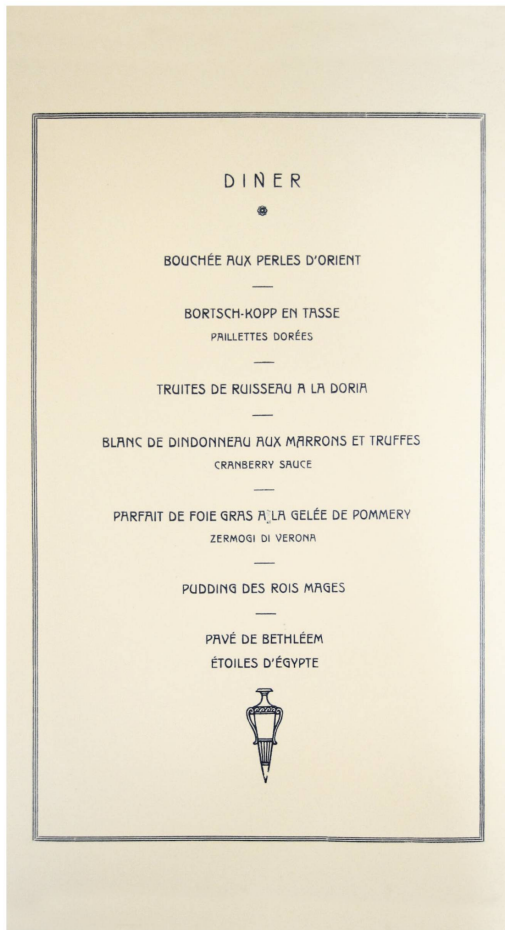 DINER
BOUCHÉE AUX PERLES D'ORIENT
BORTSCH-KOPP EN TASSE
PAILLETTES DORÉES
TRUITES DE RUISSEAU A LA DORIA
BLANC DE DINDONNEAU AUX MARRONS ET TRUFFES
CRANBERRY SAUCE
PARFAIT DE FOIE GRAS A LA GELÉE DE POMMERY
ZERMOGI DI VERONA
PUDDING DES ROIS MAGES
PAVÉ DE BETHLÉEM
ÉTOILES D'ÉGYPTE